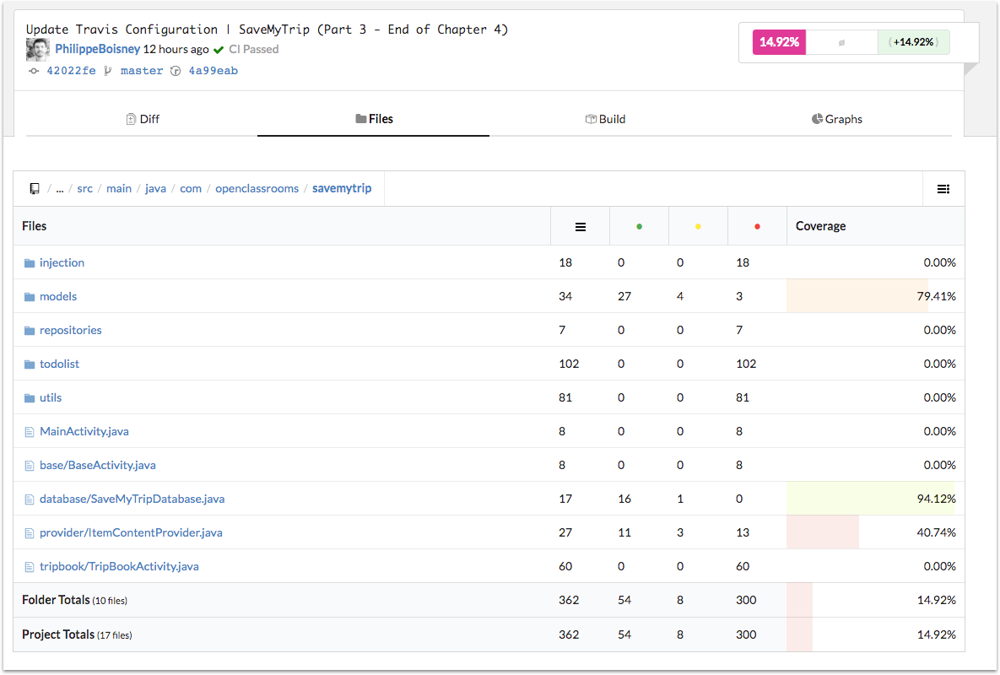 Update Travis Configuration | SaveMyTrip (Part 3 - End of Chapter 4)
PhilippeBoisney 12 hours ago CI Passed
42022fe master 4a99eab
14.92% ø (+14.92%)
Diff Files Build Graphs
/ ... / src / main / java / com / openclassrooms / savemytrip
Files Coverage
injection 18 0 0 18 0.00%
models 34 27 4 3 79.41%
repositories 7 0 0 7 0.00%
todolist 102 0 0 102 0.00%
utils 81 0 0 81 0.00%
MainActivity.java 8 0 0 8 0.00%
base/BaseActivity.java 8 0 0 8 0.00%
database/SaveMyTripDatabase.java 17 16 1 0 94.12%
provider/ItemContentProvider.java 27 11 3 13 40.74%
tripbook/TripBookActivity.java 60 0 0 60 0.00%
Folder Totals (10 files) 362 54 8 300 14.92%
Project Totals (17 files) 362 54 8 300 14.92%